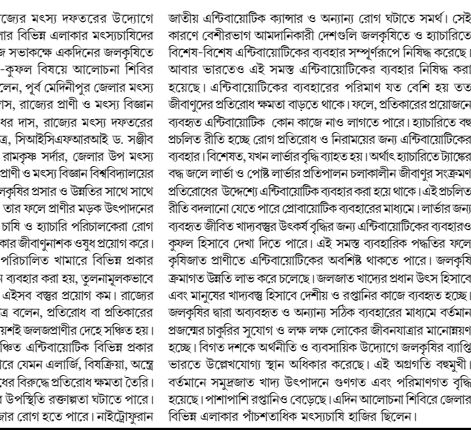 জ্যের মৎস্য দফতরের উদ্যোগে
লার বিভিন্ন এলাকার মৎস্যচাষিদের
জ সভাকক্ষে একদিনের জলকৃষিতে
-কুফল বিষয়ে আলোচনা শিবির
লেন, পূর্ব মেদিনীপুর জেলার মৎস্য
দাস, রাজ্যের প্রাণী ও মৎস্য বিজ্ঞান
ধর দাস, রাজ্যের মৎস্য দফতরের
ত্র, সিআইসিএফআরআই ড. সঞ্জীব
রামকৃষ্ণ সর্দার, জেলার উপ মৎস্য
প্রাণী ও মৎস্য বিজ্ঞান বিশ্ববিদ্যালয়ের
লকৃষির প্রসার ও উন্নতির সাথে সাথে
তার ফলে প্রাণীর মড়ক উৎপাদনের
চাষি ও হ্যাচারি পরিচালকেরা রোগ
কার জীবাণুনাশক ওষুধ প্রয়োগ করে।
পরিচালিত খামারে বিভিন্ন প্রকার
ন ব্যবহার করা হয়, তুলনামূলকভাবে
এইসব বস্তুর প্রয়োগ কম। রাজ্যের
ত্র বলেন, প্রতিরোধ বা প্রতিকারের
য়শই জলজপ্রাণীর দেহে সঞ্চিত হয়।
ঞ্চিত এন্টিবায়োটিক বিভিন্ন প্রকার
ারে যেমন এলার্জি, বিষক্রিয়া, অন্ত্রে
ধের বিরুদ্ধে প্রতিরোধ ক্ষমতা তৈরি।
র উপস্থিতি রক্তাল্পতা ঘটাতে পারে।
জার রোগ হতে পারে। নাইট্রোফুরান
জাতীয় এন্টিবায়োটিক ক্যান্সার ও অন্যান্য রোগ ঘটাতে সমর্থ। সেই
কারণে বেশীরভাগ আমদানিকারী দেশগুলি জলকৃষিতে ও হ্যাচারিতে
বিশেষ-বিশেষ এন্টিবায়োটিকের ব্যবহার সম্পূর্ণরূপে নিষিদ্ধ করেছে।
আবার ভারতেও এই সমস্ত এন্টিবায়োটিকের ব্যবহার নিষিদ্ধ করা
হয়েছে। এন্টিবায়োটিকের ব্যবহারের পরিমাণ যত বেশি হয় তত
জীবাণুদের প্রতিরোধ ক্ষমতা বাড়তে থাকে। ফলে, প্রতিকারের প্রয়োজনে
ব্যবহৃত এন্টিবায়োটিক কোন কাজে নাও লাগতে পারে। হ্যাচারিতে বহু
প্রচলিত রীতি হচ্ছে রোগ প্রতিরোধ ও নিরাময়ের জন্য এন্টিবায়োটিকের
ব্যবহার। বিশেষত, যখন লার্ভার বৃদ্ধি ব্যাহত হয়। অর্থাৎ হ্যাচারিতে ট্যাঙ্কের
বদ্ধ জলে লার্ভা ও পোষ্ট লার্ভার প্রতিপালন চলাকালীন জীবাণুর সংক্রমণ
প্রতিরোধের উদ্দেশ্যে এন্টিবায়োটিক ব্যবহার করা হয়ে থাকে। এই প্রচলিত
রীতি বদলানো যেতে পারে প্রোবায়োটিক ব্যবহারের মাধ্যমে। লার্ভার জন্য
ব্যবহৃত জীবিত খাদ্যবস্তুর উৎকর্ষ বৃদ্ধির জন্য এন্টিবায়োটিকের ব্যবহারও
কুফল হিসাবে দেখা দিতে পারে। এই সমস্ত ব্যবহারিক পদ্ধতির ফলে
কৃষিজাত প্রাণীতে এন্টিবায়োটিকের অবশিষ্ট থাকতে পারে। জলকৃষি
ক্রমাগত উন্নতি লাভ করে চলেছে। জলজাত খাদ্যের প্রধান উৎস হিসাবে
এবং মানুষের খাদ্যবস্তু হিসাবে দেশীয় ও রপ্তানির কাজে ব্যবহৃত হচ্ছে।
জলকৃষির দ্বারা অব্যবহৃত ও অন্যান্য সঠিক ব্যবহারের মাধ্যমে বর্তমান
প্রজন্মের চাকুরির সুযোগ ও লক্ষ লক্ষ লোকের জীবনযাত্রার মানোন্নয়ণ
হচ্ছে। বিগত দশকে অর্থনীতি ও ব্যবসায়িক উদ্যোগে জলকৃষির ব্যাপ্তি
ভারতে উল্লেখযোগ্য স্থান অধিকার করেছে। এই অগ্রগতি বহুমুখী।
বর্তমানে সমুদ্রজাত খাদ্য উৎপাদনে গুণগত এবং পরিমাণগত বৃদ্ধি
হয়েছে। পাশাপাশি রপ্তানিও বেড়েছে। এদিন আলোচনা শিবিরে জেলার
বিভিন্ন এলাকার পাঁচশতাধিক মৎস্যচাষি হাজির ছিলেন।